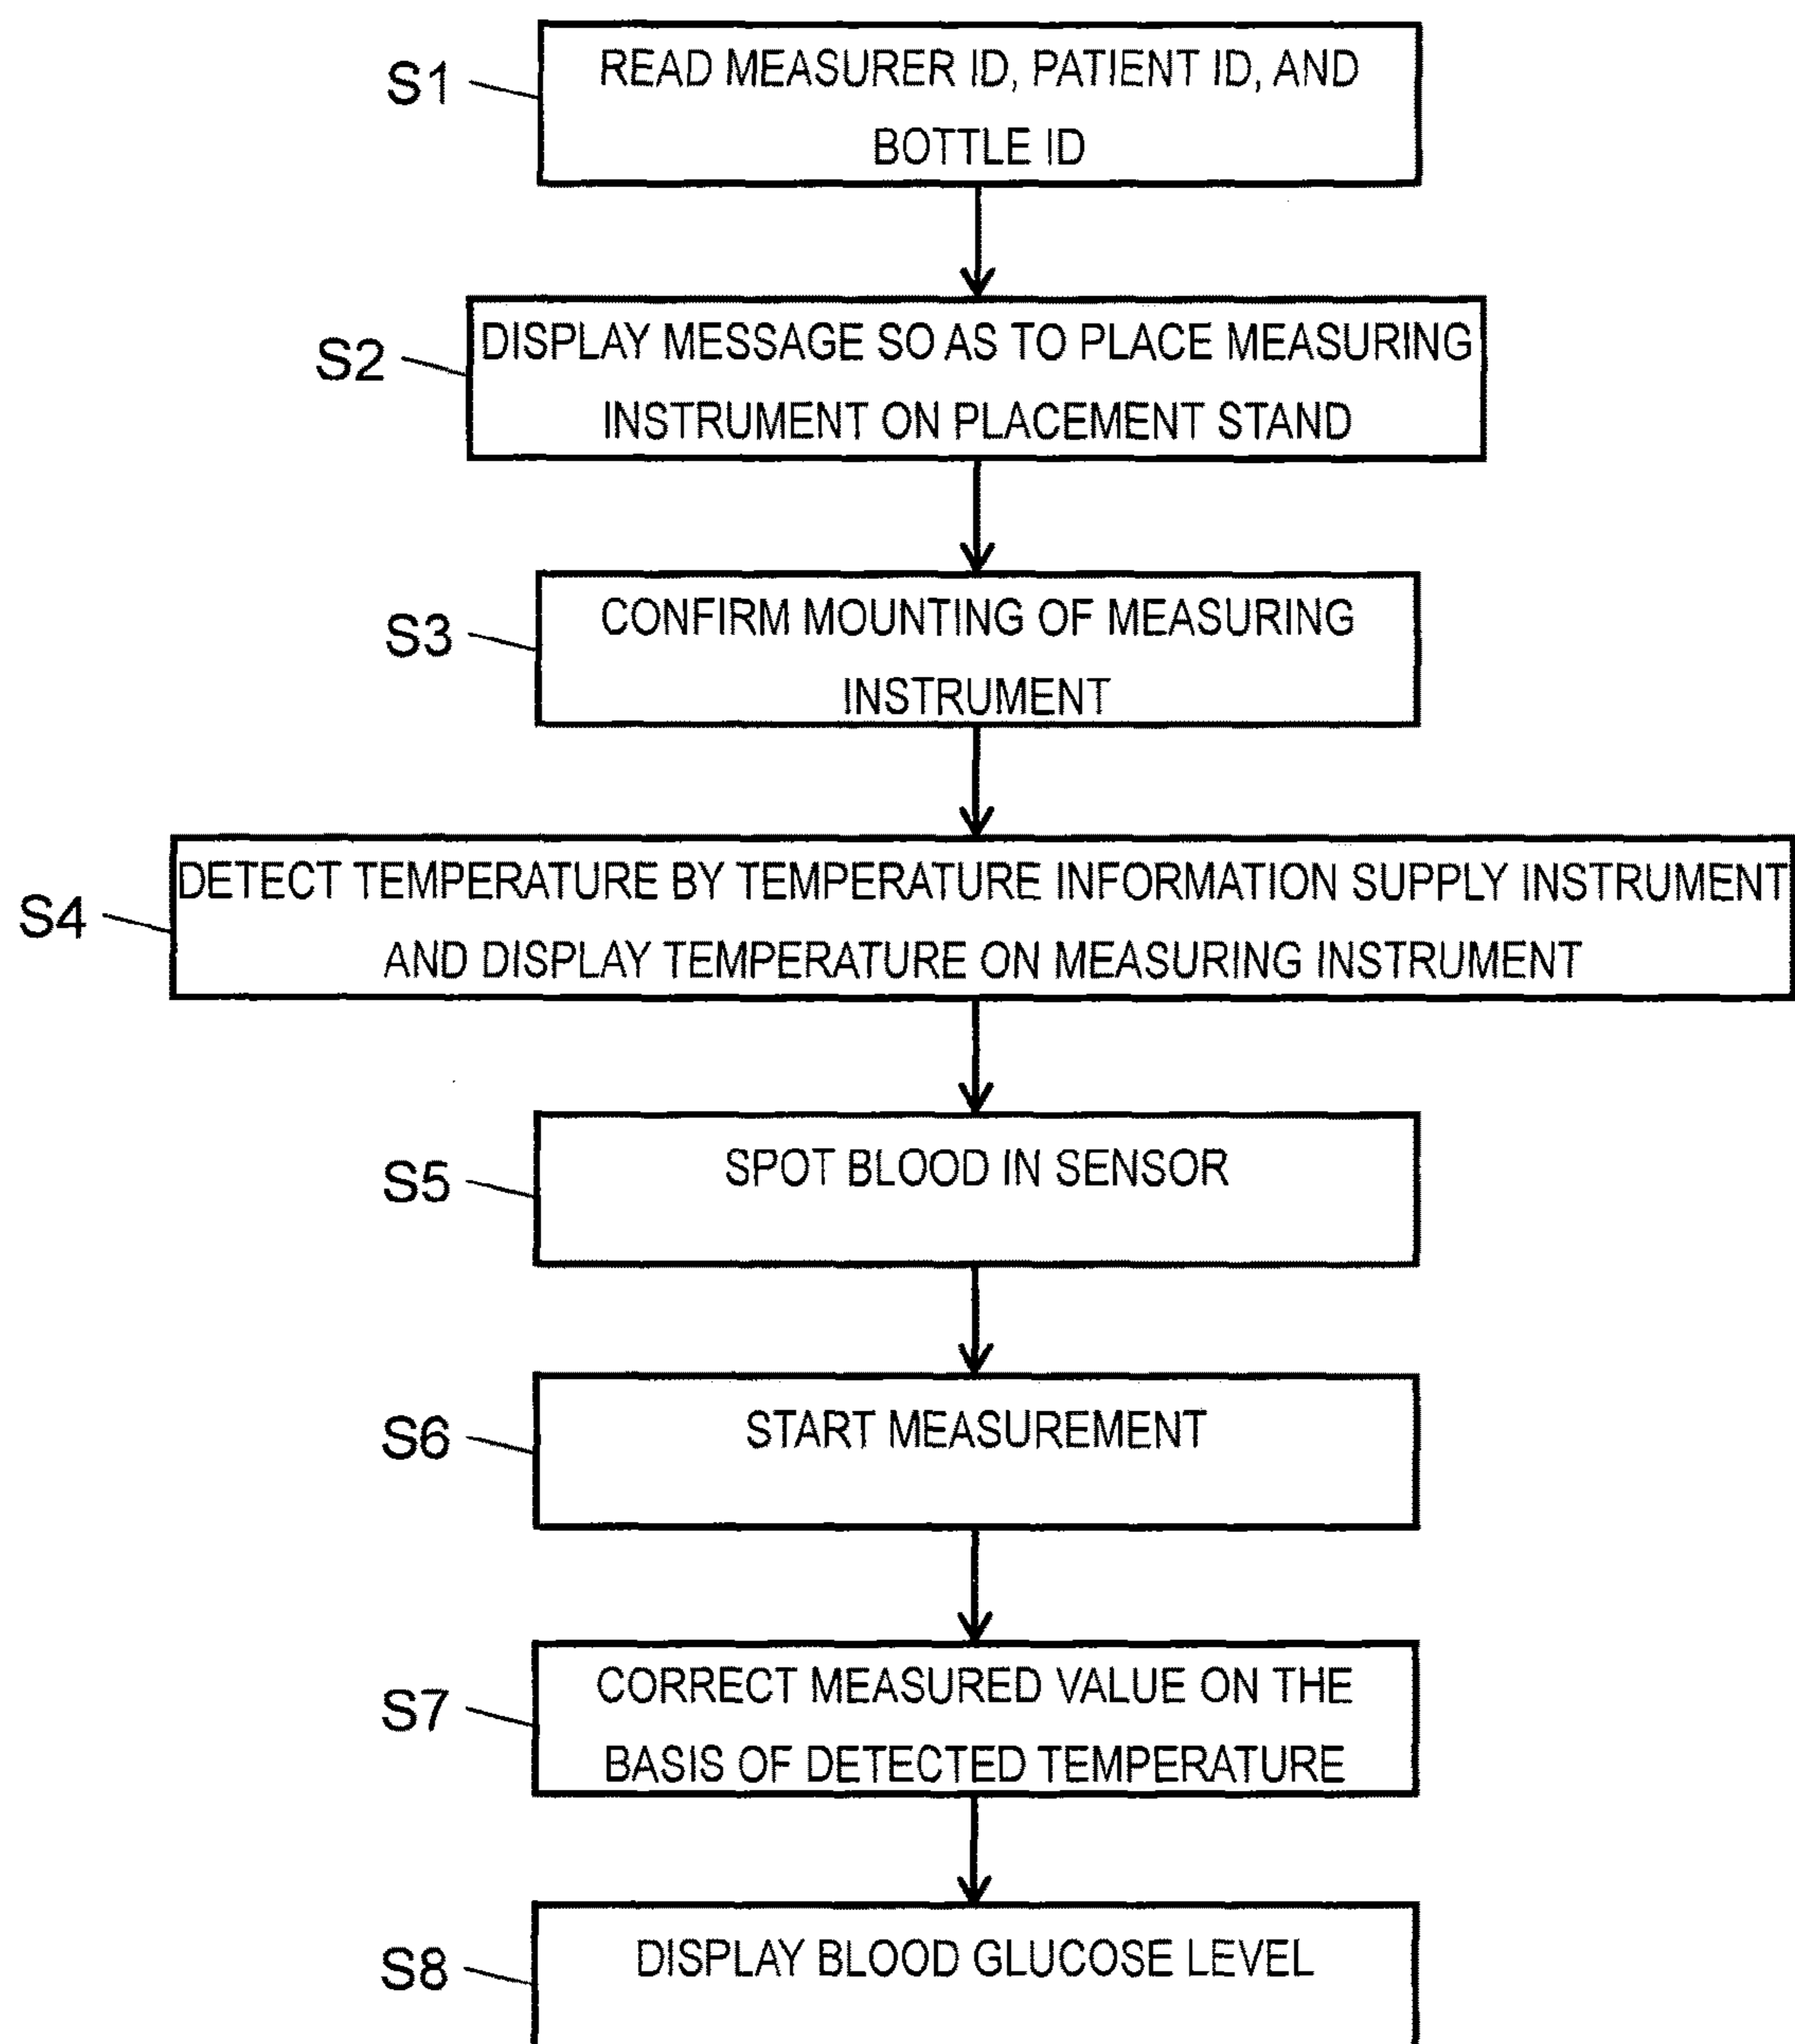 S1
READ MEASURER ID, PATIENT ID, AND
BOTTLE ID
S2
DISPLAY MESSAGE SO AS TO PLACE MEASURING
INSTRUMENT ON PLACEMENT STAND
S3
CONFIRM MOUNTING OF MEASURING
INSTRUMENT
S4
DETECT TEMPERATURE BY TEMPERATURE INFORMATION SUPPLY INSTRUMENT
AND DISPLAY TEMPERATURE ON MEASURING INSTRUMENT
S5
SPOT BLOOD IN SENSOR
S6
START MEASUREMENT
S7
CORRECT MEASURED VALUE ON THE
BASIS OF DETECTED TEMPERATURE
S8
DISPLAY BLOOD GLUCOSE LEVEL